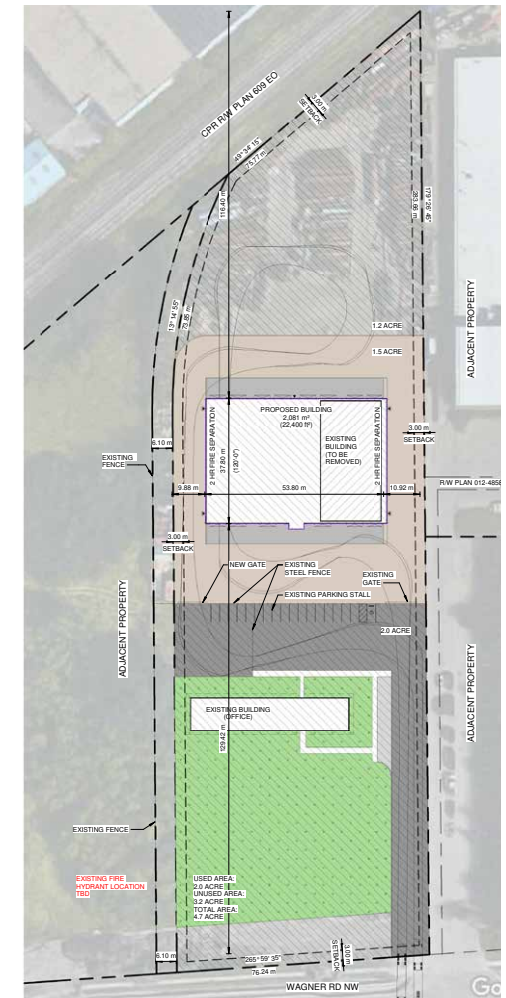 CPR R/W PLAN 609 EO
3.00 m
SETBACK
49° 34' 15"
75.77 m
116.40 m
179° 26' 45"
283.66 m
13° 14' 55"
73.85 m
ADJACENT PROPERTY
1.2 ACRE
1.5 ACRE
PROPOSED BUILDING
2,081 m²
(22,400 ft²)
2 HR FIRE SEPARATION
37.80 m
(120'-0")
EXISTING
BUILDING
(TO BE
REMOVED)
2 HR FIRE SEPARATION
3.00 m
SETBACK
6.10 m
EXISTING
FENCE
9.88 m
53.80 m
10.92 m
R/W PLAN 012-4858
3.00 m
SETBACK
NEW GATE
EXISTING
STEEL FENCE
EXISTING
GATE
EXISTING PARKING STALL
2.0 ACRE
ADJACENT PROPERTY
ADJACENT PROPERTY
EXISTING BUILDING
(OFFICE)
129.42 m
EXISTING FENCE
EXISTING FIRE
HYDRANT LOCATION
TBD
USED AREA:
2.0 ACRE
UNUSED AREA:
3.2 ACRE
TOTAL AREA:
4.7 ACRE
6.10 m
265° 59' 35"
76.24 m
3.00 m
SETBACK
WAGNER RD NW
Go